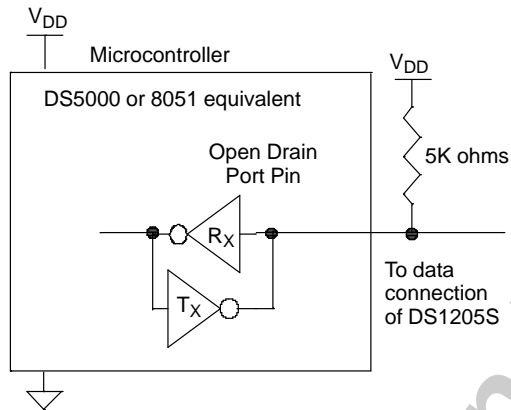 VDD
Microcontroller
VDD
DS5000 or 8051 equivalent
Open Drain
Port Pin
5K ohms
RX
TX
To data
connection
of DS1205S